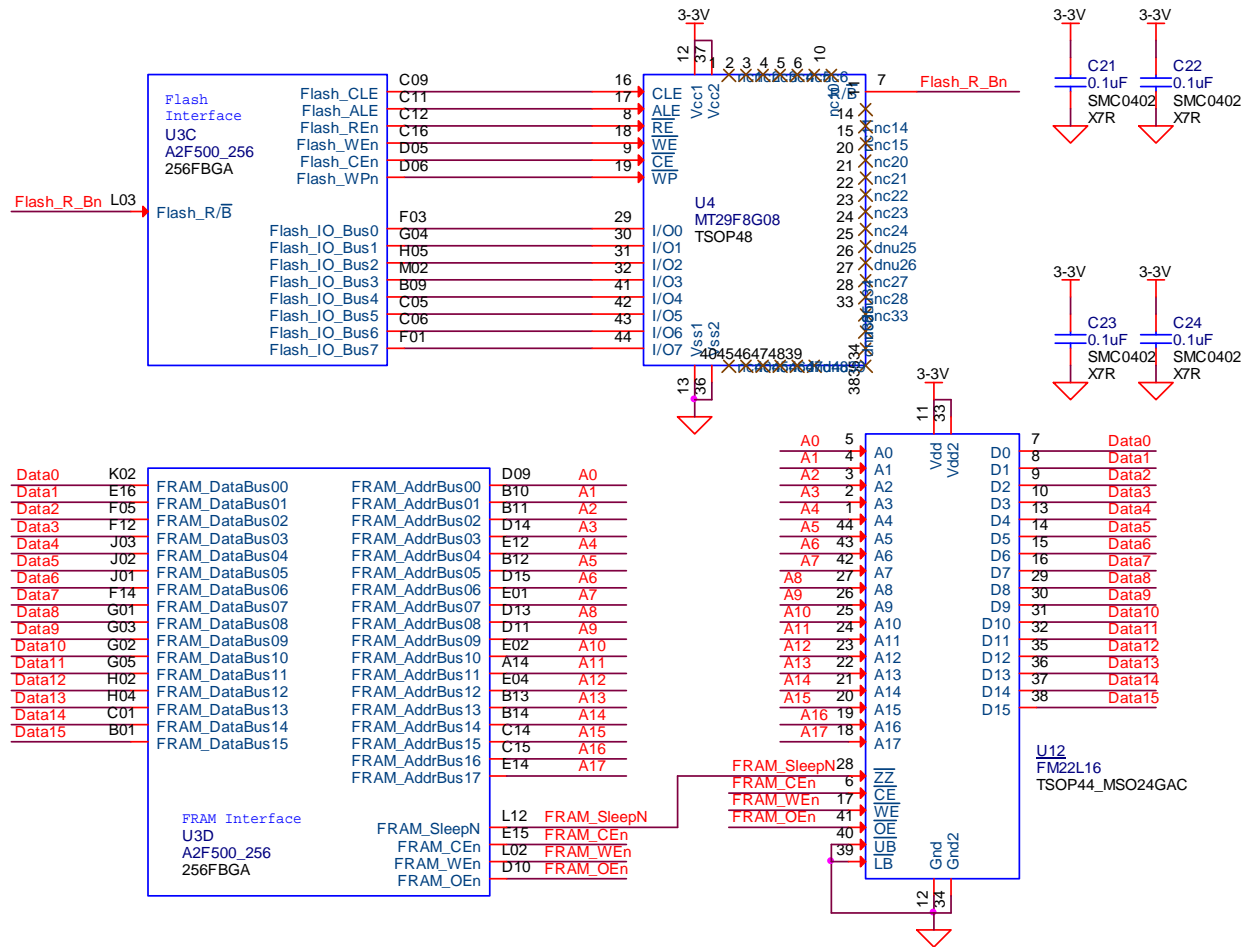 3-3V
3-3V
3-3V
12
37
1
2
3
4
5
6
10
C21
0.1uF
SMC0402
X7R
C22
0.1uF
SMC0402
X7R
Flash
Interface
U3C
A2F500_256
256FBGA
Flash_R_Bn L03
Flash_R/B
Flash_CLE C09 16 CLE
Flash_ALE C11 17 ALE
Flash_REn C12 8 RE
Flash_WEn C16 18 WE
Flash_CEn D05 9 CE
Flash_WPn D06 19 WP
Flash_IO_Bus0 F03 29 I/O0
Flash_IO_Bus1 G04 30 I/O1
Flash_IO_Bus2 H05 31 I/O2
Flash_IO_Bus3 M02 32 I/O3
Flash_IO_Bus4 B09 41 I/O4
Flash_IO_Bus5 C05 42 I/O5
Flash_IO_Bus6 C06 43 I/O6
Flash_IO_Bus7 F01 44 I/O7
Vcc1
Vcc2
R/B 7 Flash_R_Bn
U4
MT29F8G08
TSOP48
14
15 nc14
20 nc15
21 nc20
22 nc21
23 nc22
24 nc23
25 nc24
26 dnu25
27 dnu26
28 nc27
33 nc28
nc33
Vss1
Vss2
40 45 46 47 48 39
13
36
3-3V
3-3V
C23
0.1uF
SMC0402
X7R
C24
0.1uF
SMC0402
X7R
Data0 K02 FRAM_DataBus00
Data1 E16 FRAM_DataBus01
Data2 F05 FRAM_DataBus02
Data3 F12 FRAM_DataBus03
Data4 J03 FRAM_DataBus04
Data5 J02 FRAM_DataBus05
Data6 J01 FRAM_DataBus06
Data7 F14 FRAM_DataBus07
Data8 G01 FRAM_DataBus08
Data9 G03 FRAM_DataBus09
Data10 G02 FRAM_DataBus10
Data11 G05 FRAM_DataBus11
Data12 H02 FRAM_DataBus12
Data13 H04 FRAM_DataBus13
Data14 C01 FRAM_DataBus14
Data15 B01 FRAM_DataBus15
FRAM_AddrBus00 D09 A0
FRAM_AddrBus01 B10 A1
FRAM_AddrBus02 B11 A2
FRAM_AddrBus03 D14 A3
FRAM_AddrBus04 E12 A4
FRAM_AddrBus05 B12 A5
FRAM_AddrBus06 D15 A6
FRAM_AddrBus07 E01 A7
FRAM_AddrBus08 D13 A8
FRAM_AddrBus09 D11 A9
FRAM_AddrBus10 E02 A10
FRAM_AddrBus11 A14 A11
FRAM_AddrBus12 E04 A12
FRAM_AddrBus13 B13 A13
FRAM_AddrBus14 B14 A14
FRAM_AddrBus15 C14 A15
FRAM_AddrBus16 C15 A16
FRAM_AddrBus17 E14 A17
FRAM Interface
U3D
A2F500_256
256FBGA
FRAM_SleepN L12 FRAM_SleepN
FRAM_CEn E15 FRAM_CEn
FRAM_WEn L02 FRAM_WEn
FRAM_OEn D10 FRAM_OEn
3-3V
11
33
Vdd
Vdd2
A0 5 A0
A1 4 A1
A2 3 A2
A3 2 A3
A4 1 A4
A5 44 A5
A6 43 A6
A7 42 A7
A8 27 A8
A9 26 A9
A10 25 A10
A11 24 A11
A12 23 A12
A13 22 A13
A14 21 A14
A15 20 A15
A16 19 A16
A17 18 A17
FRAM_SleepN 28 ZZ
FRAM_CEn 6 CE
FRAM_WEn 17 WE
FRAM_OEn 41 OE
40 UB
39 LB
D0 7 Data0
D1 8 Data1
D2 9 Data2
D3 10 Data3
D4 13 Data4
D5 14 Data5
D6 15 Data6
D7 16 Data7
D8 29 Data8
D9 30 Data9
D10 31 Data10
D11 32 Data11
D12 35 Data12
D13 36 Data13
D14 37 Data14
D15 38 Data15
U12
FM22L16
TSOP44_MSO24GAC
Gnd
Gnd2
12
34